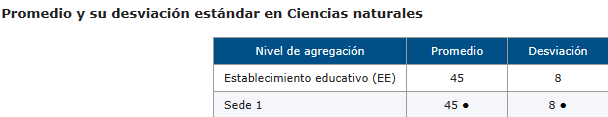 Promedio y su desviación estándar en Ciencias naturales
Nivel de agregación Promedio Desviación
Establecimiento educativo (EE) 45 8
Sede 1 45 ● 8 ●